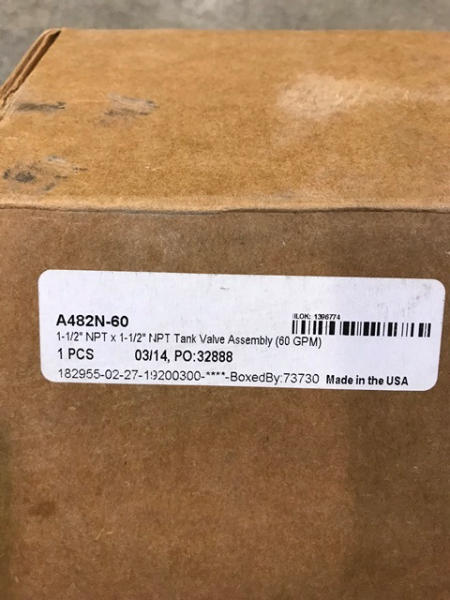 A482N-60
ILOK: 1396774
1-1/2" NPT x 1-1/2" NPT Tank Valve Assembly (60 GPM)
1 PCS 03/14, PO:32888
182955-02-27-19200300-****-BoxedBy:73730 Made in the USA